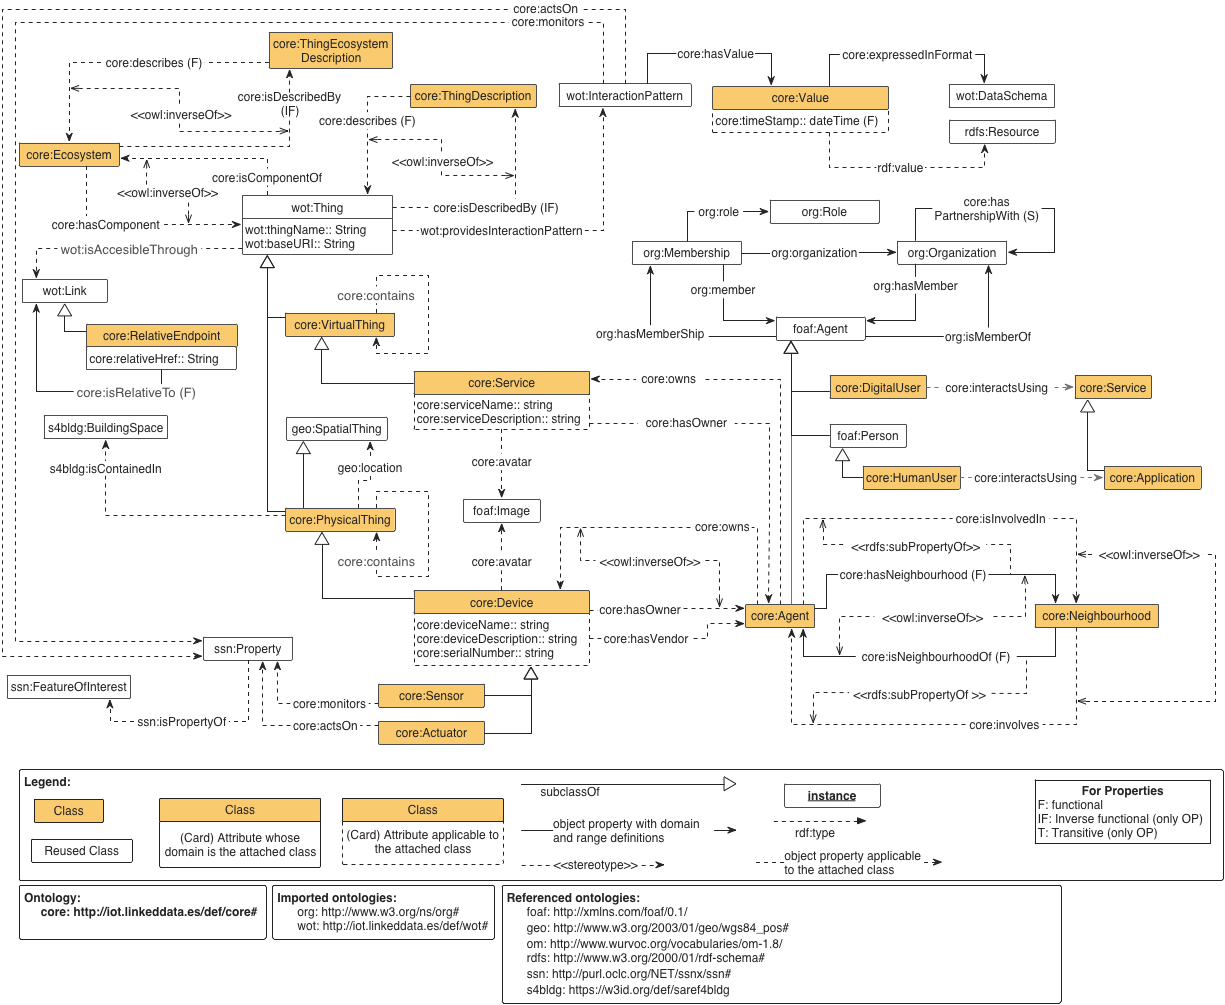 core:actsOn
core:monitors
core:ThingEcosystem
Description
core:describes (F)
core:isDescribedBy
(IF)
<<owl:inverseOf>>
core:Ecosystem
core:ThingDescription
core:describes (F)
<<owl:inverseOf>>
core:isDescribedBy (IF)
wot:InteractionPattern
core:hasValue
core:Value
core:timeStamp:: dateTime (F)
core:expressedInFormat
wot:DataSchema
rdfs:Resource
rdf:value
core:isComponentOf
<<owl:inverseOf>>
core:hasComponent
wot:Thing
wot:thingName:: String
wot:baseURI:: String
wot:providesInteractionPattern
wot:isAccesibleThrough
wot:Link
core:RelativeEndpoint
core:relativeHref:: String
core:isRelativeTo (F)
core:contains
core:VirtualThing
org:role
org:Role
core:has
PartnershipWith (S)
org:Membership
org:organization
org:Organization
org:member
org:hasMember
org:hasMemberShip
foaf:Agent
org:isMemberOf
core:Service
core:serviceName:: string
core:serviceDescription:: string
core:owns
core:hasOwner
core:DigitalUser
core:interactsUsing
core:Service
foaf:Person
core:HumanUser
core:interactsUsing
core:Application
s4bldg:BuildingSpace
s4bldg:isContainedIn
geo:SpatialThing
geo:location
core:avatar
foaf:Image
core:avatar
core:PhysicalThing
core:contains
core:owns
<<owl:inverseOf>>
core:isInvolvedIn
<<rdfs:subPropertyOf>>
<<owl:inverseOf>>
core:hasNeighbourhood (F)
core:Device
core:deviceName:: string
core:deviceDescription:: string
core:serialNumber:: string
core:hasOwner
core:hasVendor
core:Agent
<<owl:inverseOf>>
core:Neighbourhood
core:isNeighbourhoodOf (F)
<<rdfs:subPropertyOf >>
core:involves
ssn:Property
ssn:FeatureOfInterest
ssn:isPropertyOf
core:monitors
core:Sensor
core:actsOn
core:Actuator
Legend:
Class
Reused Class
Class
(Card) Attribute whose
domain is the attached class
Class
(Card) Attribute applicable to
the attached class
subclassOf
object property with domain
and range definitions
<<stereotype>>
instance
rdf:type
object property applicable
to the attached class
For Properties
F: functional
IF: Inverse functional (only OP)
T: Transitive (only OP)
Ontology:
core: http://iot.linkeddata.es/def/core#
Imported ontologies:
org: http://www.w3.org/ns/org#
wot: http://iot.linkeddata.es/def/wot#
Referenced ontologies:
foaf: http://xmlns.com/foaf/0.1/
geo: http://www.w3.org/2003/01/geo/wgs84_pos#
om: http://www.wurvoc.org/vocabularies/om-1.8/
rdfs: http://www.w3.org/2000/01/rdf-schema#
ssn: http://purl.oclc.org/NET/ssnx/ssn#
s4bldg: https://w3id.org/def/saref4bldg